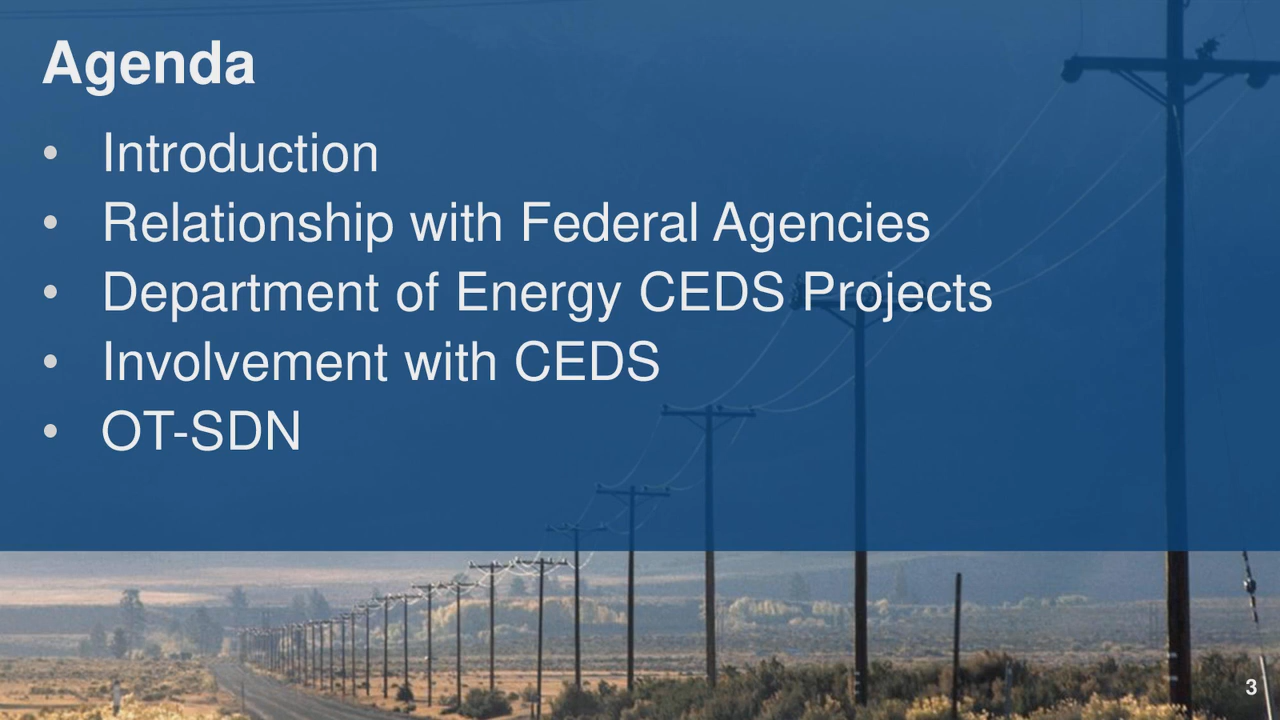 Agenda
• Introduction
• Relationship with Federal Agencies
• Department of Energy CEDS Projects
• Involvement with CEDS
• OT-SDN
3